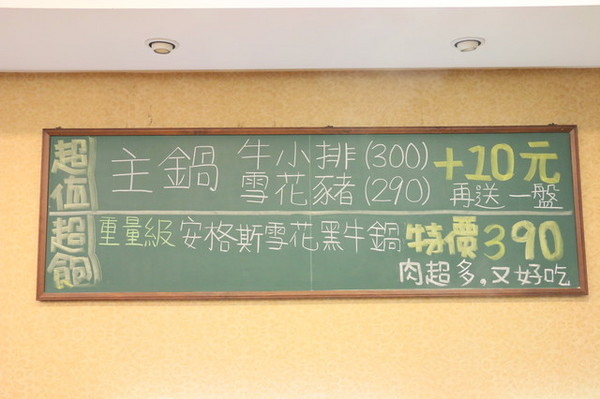 超值 主鍋 牛小排(300) +10元
雪花豬(290) 再送一盤
超飽 重量級 安格斯雪花黑牛鍋 特價390
肉超多,又好吃